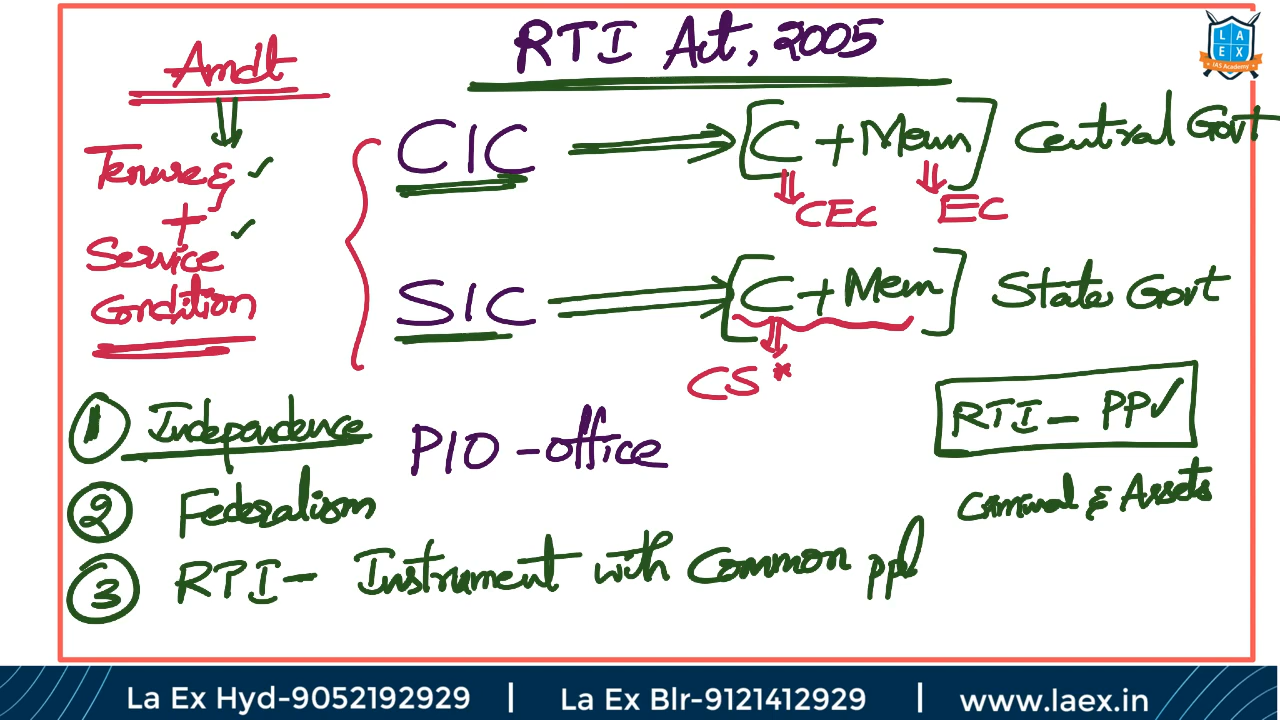 RTI Act, 2005
LAEX
IAS Academy
Amdt
Tenure &
+
Service
Condition
CIC
[C + Mem] Central Govt
CEC
EC
SIC
[C + Mem] State Govt
CS *
RTI - PP ✓
Criminal & Assets
PIO - office
1 Independence
2 Federalism
3 RTI - Instrument with Common ppl
La Ex Hyd-9052192929 | La Ex Blr-9121412929 | www.laex.in